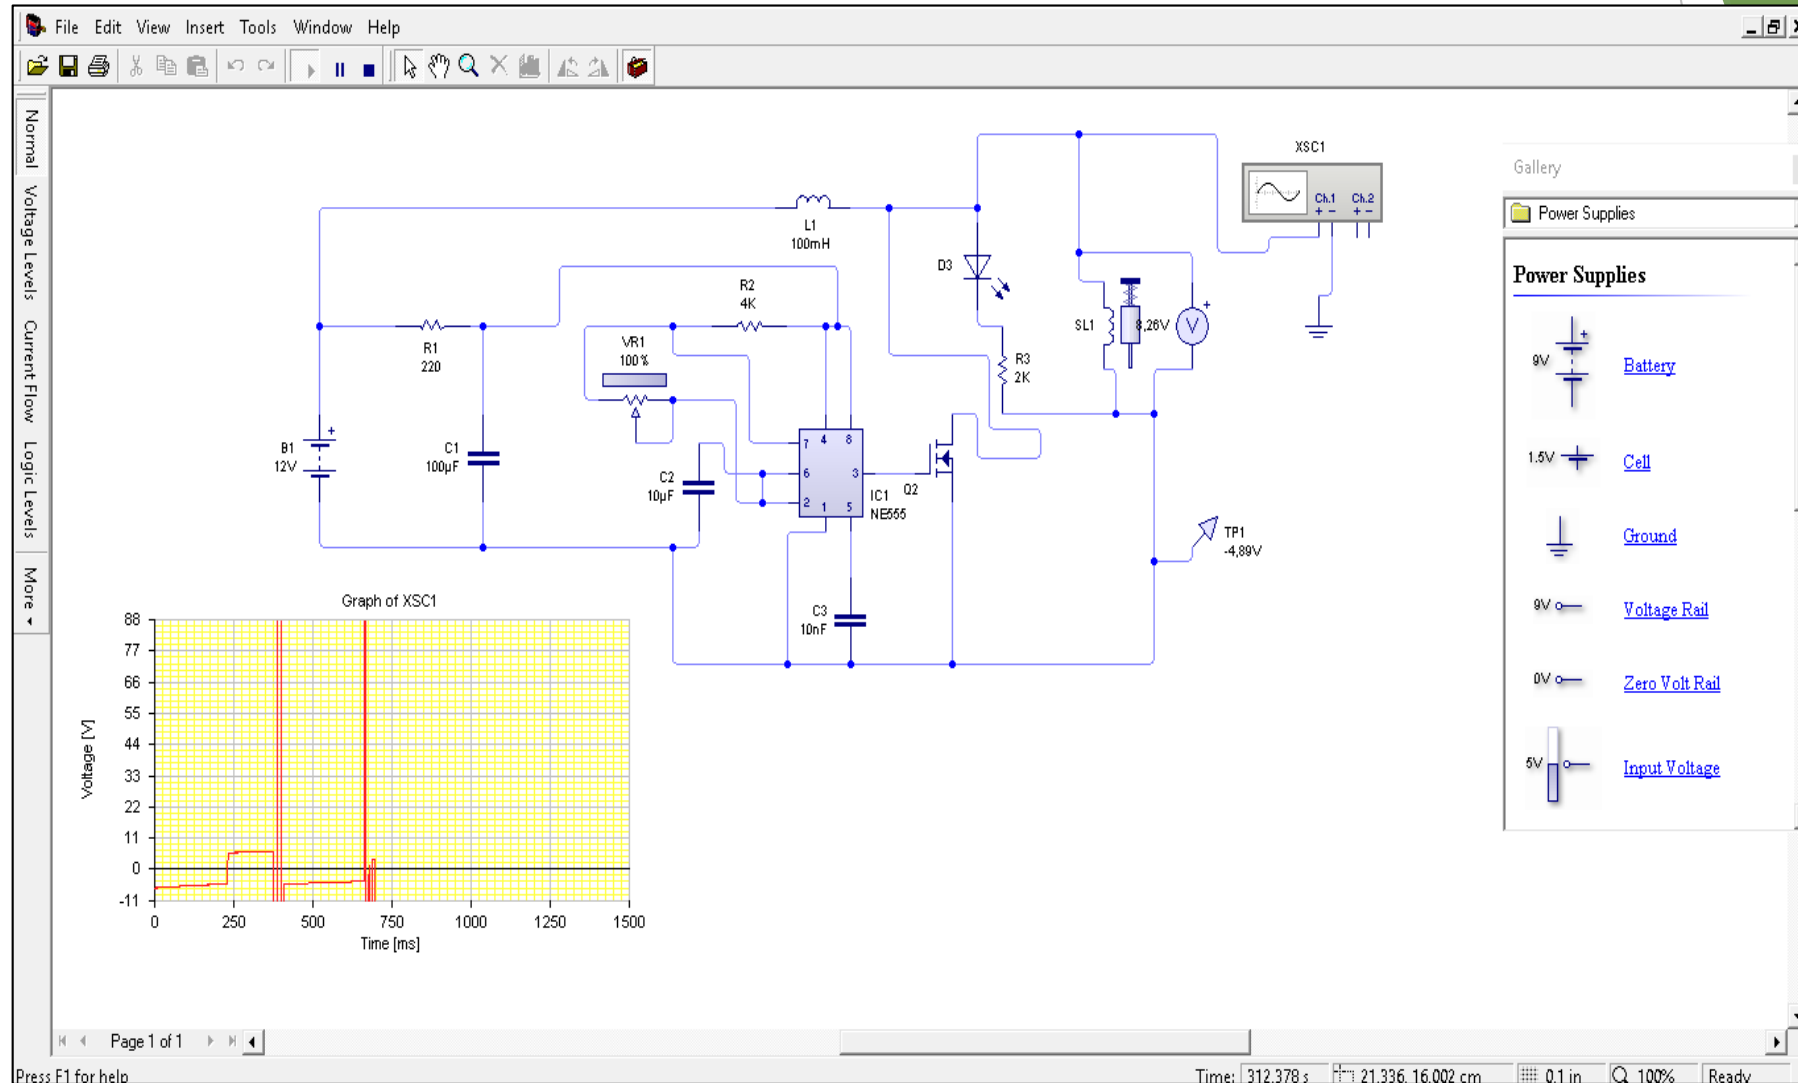 File Edit View Insert Tools Window Help
Normal
Voltage Levels
Current Flow
Logic Levels
More
XSC1
Ch.1 Ch.2
+ - + -
L1
100mH
D3
R2
4K
SL1
8,26V
V
+
R1
220
VR1
100%
R3
2K
B1
12V
+
C1
100µF
C2
10µF
7 4 8
6 3
2 1 5
IC1
NE555
Q2
TP1
-4,89V
C3
10nF
Graph of XSC1
Voltage [V]
88
77
66
55
44
33
22
11
0
-11
0 250 500 750 1000 1250 1500
Time [ms]
Gallery
Power Supplies
Power Supplies
9V + Battery
1.5V Cell
Ground
9V Voltage Rail
0V Zero Volt Rail
5V Input Voltage
Page 1 of 1
Press F1 for help
Time: 312.378 s 21.336, 16.002 cm 0.1 in 100% Ready